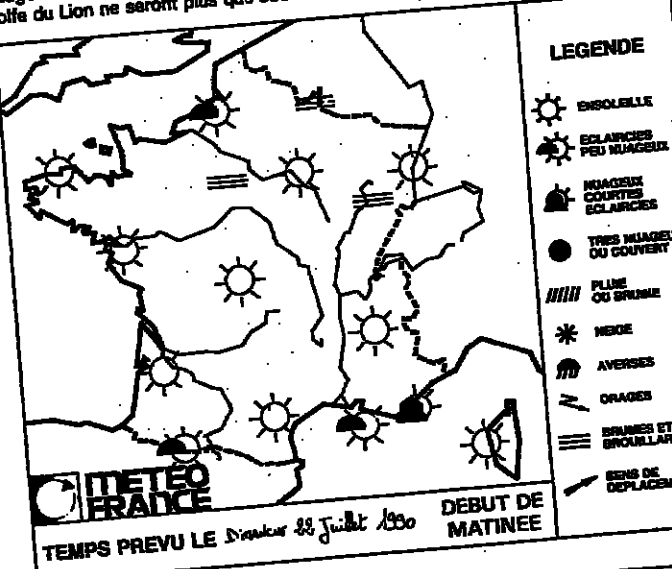 olfe du Lion ne seront plus que
LEGENDE
ENSOLEILLE
ECLAIRCIES
PEU NUAGEUX
NUAGEUX
COURTES
ECLAIRCIES
TRES NUAGEUX
OU COUVERT
PLUIE
OU BRUINE
NEIGE
AVERSES
ORAGES
BRUMES ET
BROUILLAR
SENS DE
DEPLACEM
METEO
FRANCE
TEMPS PREVU LE Dimanche 22 Juillet 1990
DEBUT DE
MATINEE